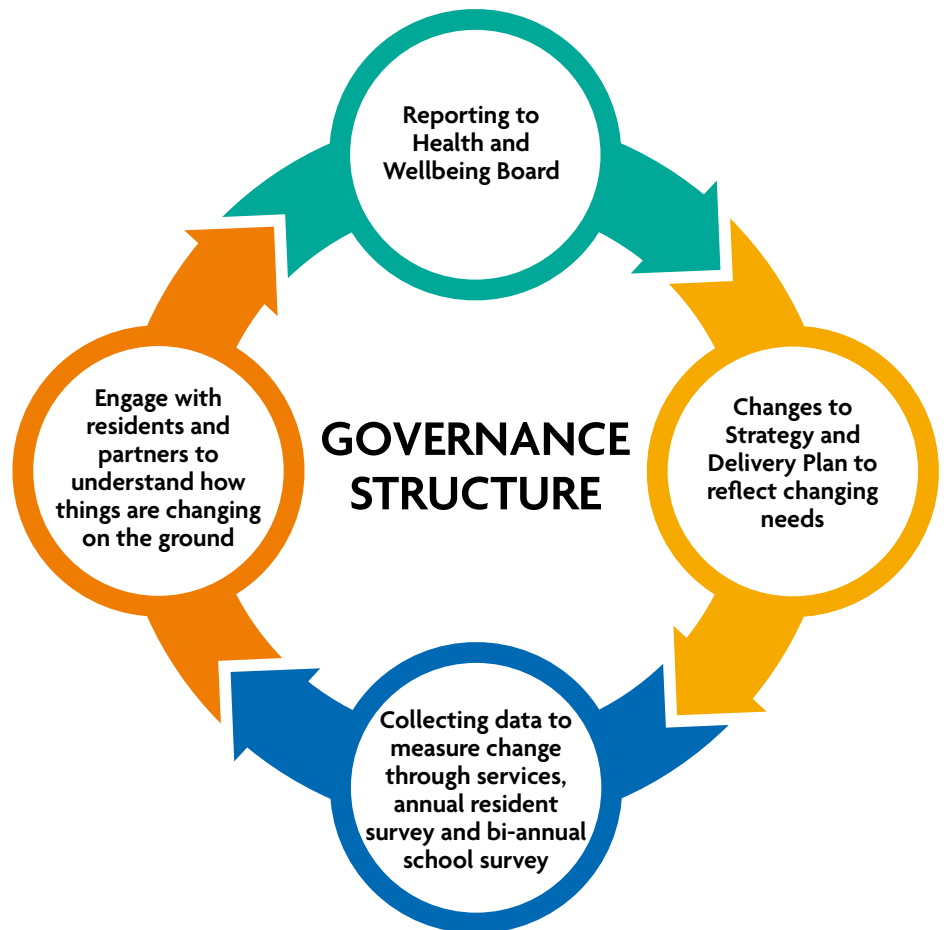 Reporting to
Health and
Wellbeing Board
Engage with
residents and
partners to
understand how
things are changing
on the ground
GOVERNANCE
STRUCTURE
Changes to
Strategy and
Delivery Plan to
reflect changing
needs
Collecting data to
measure change
through services,
annual resident
survey and bi-annual
school survey